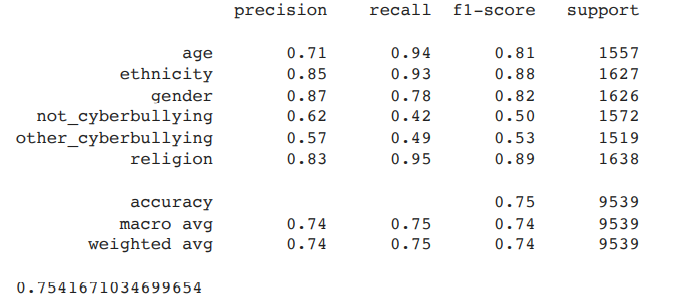 precision recall f1-score support
age 0.71 0.94 0.81 1557
ethnicity 0.85 0.93 0.88 1627
gender 0.87 0.78 0.82 1626
not_cyberbullying 0.62 0.42 0.50 1572
other_cyberbullying 0.57 0.49 0.53 1519
religion 0.83 0.95 0.89 1638
accuracy 0.75 9539
macro avg 0.74 0.75 0.74 9539
weighted avg 0.74 0.75 0.74 9539
0.7541671034699654